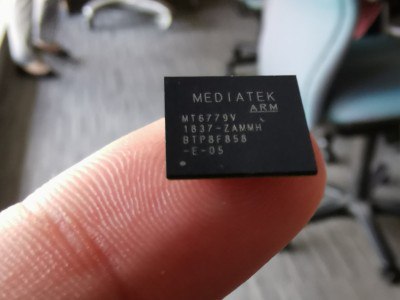 MEDIATEK
ARM
MT6779V
1837-ZAMMH
BTP8F858
-E-05